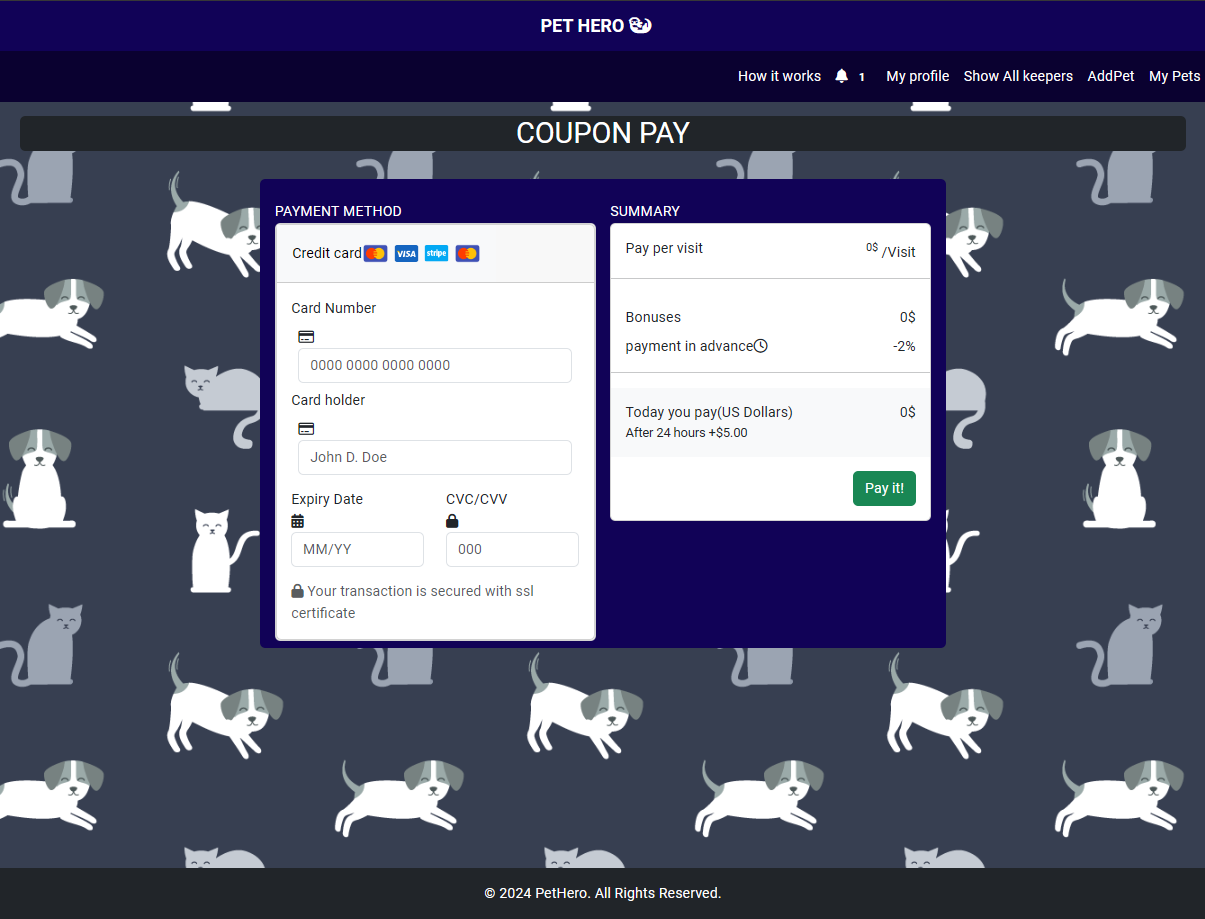 PET HERO
How it works 1 My profile Show All keepers AddPet My Pets
COUPON PAY
PAYMENT METHOD
Credit card VISA stripe
Card Number
0000 0000 0000 0000
Card holder
John D. Doe
Expiry Date CVC/CVV
MM/YY 000
Your transaction is secured with ssl
certificate
SUMMARY
Pay per visit 0$ /Visit
Bonuses 0$
payment in advance -2%
Today you pay(US Dollars) 0$
After 24 hours +$5.00
Pay it!
© 2024 PetHero. All Rights Reserved.